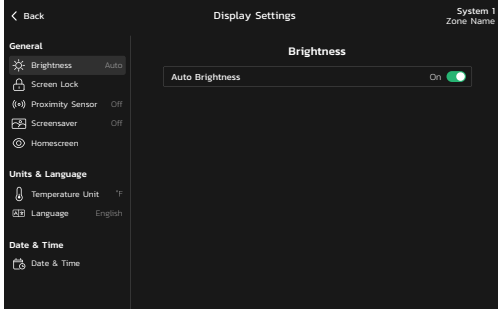 Back
Display Settings
System 1
Zone Name
General
Brightness Auto
Screen Lock
Proximity Sensor Off
Screensaver Off
Homescreen
Units & Language
Temperature Unit °F
Language English
Date & Time
Date & Time
Brightness
Auto Brightness On